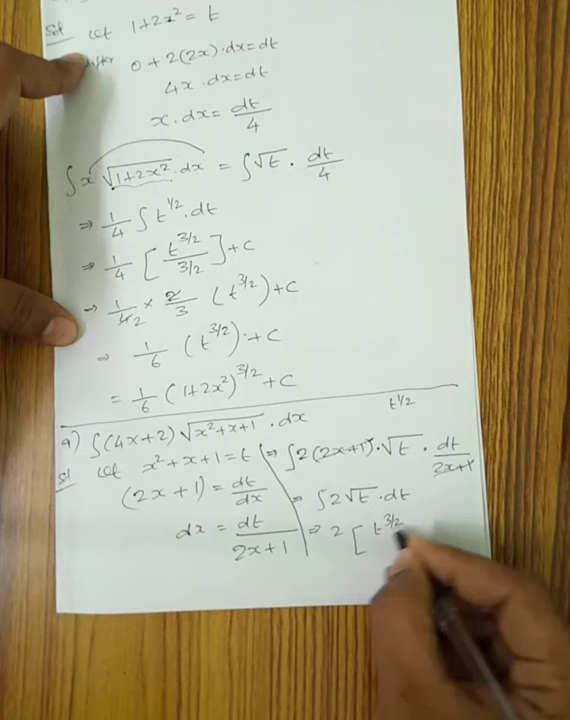 Sol Let 1+2x² = t
0 + 2(2x)·dx = dt
4x·dx = dt
x·dx = dt/4
∫x √(1+2x²)·dx = ∫√t · dt/4
⇒ 1/4 ∫ t^1/2 · dt
⇒ 1/4 [t^3/2 / 3/2] + C
→ 1/4 2 × 2/3 (t^3/2) + C
⇒ 1/6 (t^3/2) + C
= 1/6 (1+2x²)^3/2 + C
t^1/2
9) ∫(4x+2) √(x²+x+1) · dx
Sol Let x²+x+1 = t
(2x+1) = dt/dx
dx = dt/2x+1
⇒ ∫2(2x+1)·√t · dt/2x+1
⇒ ∫2√t · dt
⇒ 2 [t^3/2